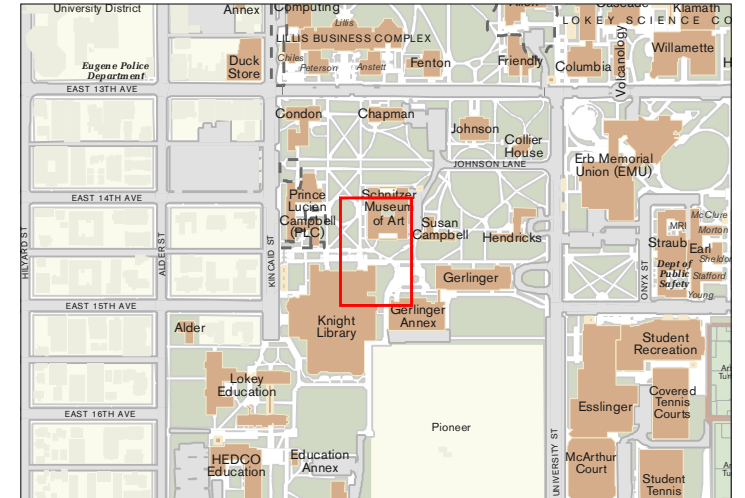 University District
Annex
Computing
Lillis
Klamath
LOKEY SCIENCE CO
LILLIS BUSINESS COMPLEX
Chiles
Peterson
Anstett
Fenton
Friendly
Columbia
Volcanology
Willamette
Eugene Police
Department
Duck
Store
EAST 13TH AVE
Condon
Chapman
Johnson
Collier
House
JOHNSON LANE
Erb Memorial
Union (EMU)
EAST 14TH AVE
Prince
Lucien
Campbell
(PLC)
Schnitzer
Museum
of Art
Susan
Campbell
Hendricks
McClure
MRI
Morton
Straub
Earl
Sheldon
Dept of
Public
Safety
Stafford
Young
HILYARD ST
ALDER ST
KINCAID ST
ONYX ST
Gerlinger
EAST 15TH AVE
Alder
Knight
Library
Gerlinger
Annex
Student
Recreation
Lokey
Education
Covered
Tennis
Courts
Esslinger
EAST 16TH AVE
Pioneer
UNIVERSITY ST
HEDCO
Education
Education
Annex
McArthur
Court
Student
Tennis